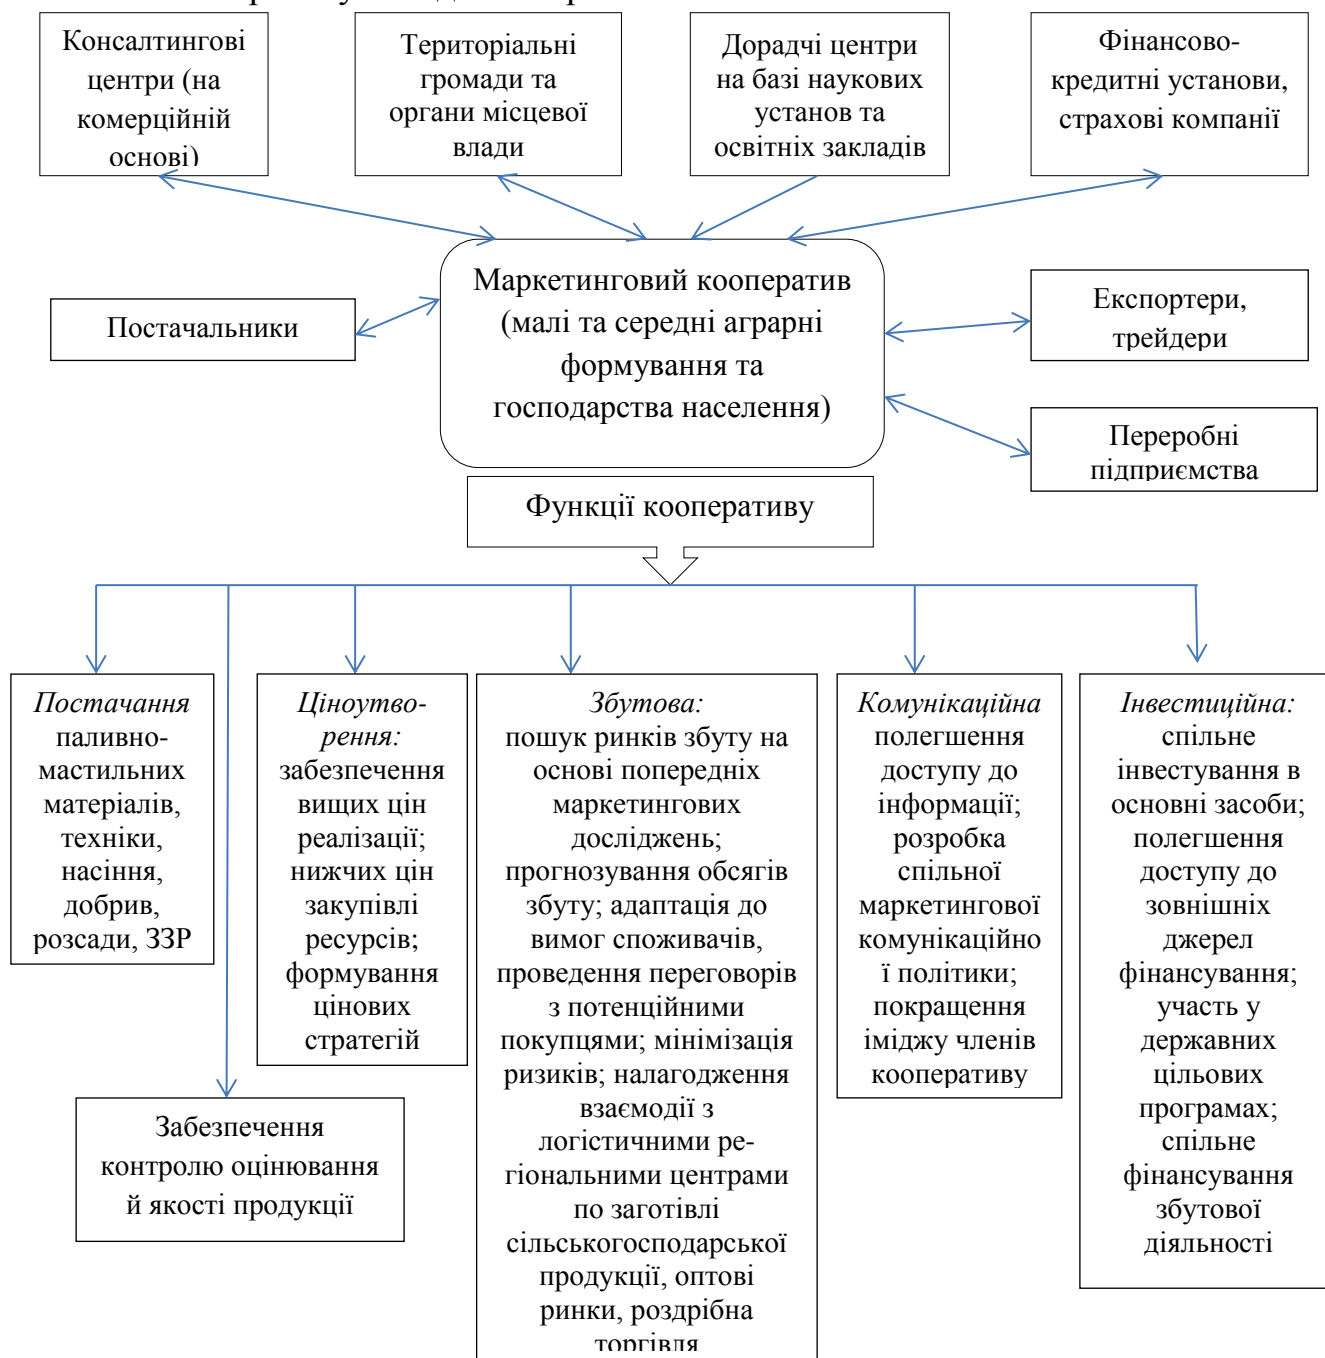 Консалтингові
центри (на
комерційній
основі)
Територіальні
громади та
органи місцевої
влади
Дорадчі центри
на базі наукових
установ та
освітніх закладів
Фінансово-
кредитні установи,
страхові компанії
Маркетинговий кооператив
(малі та середні аграрні
формування та
господарства населення)
Постачальники
Експортери,
трейдери
Переробні
підприємства
Функції кооперативу
Постачання
паливно-
мастильних
матеріалів,
техніки,
насіння,
добрив,
розсади, ЗЗР
Ціноутво-
рення:
забезпечення
вищих цін
реалізації;
нижчих цін
закупівлі
ресурсів;
формування
цінових
стратегій
Збутова:
пошук ринків збуту на
основі попередніх
маркетингових
досліджень;
прогнозування обсягів
збуту; адаптація до
вимог споживачів,
проведення переговорів
з потенційними
покупцями; мінімізація
ризиків; налагодження
взаємодії з
логістичними ре-
гіональними центрами
по заготівлі
сільськогосподарської
продукції, оптові
ринки, роздрібна
торгівля
Комунікаційна
полегшення
доступу до
інформації;
розробка
спільної
маркетингової
комунікаційно
ї політики;
покращення
іміджу членів
кооперативу
Інвестиційна:
спільне
інвестування в
основні засоби;
полегшення
доступу до
зовнішніх
джерел
фінансування;
участь у
державних
цільових
програмах;
спільне
фінансування
збутової
діяльності
Забезпечення
контролю оцінювання
й якості продукції